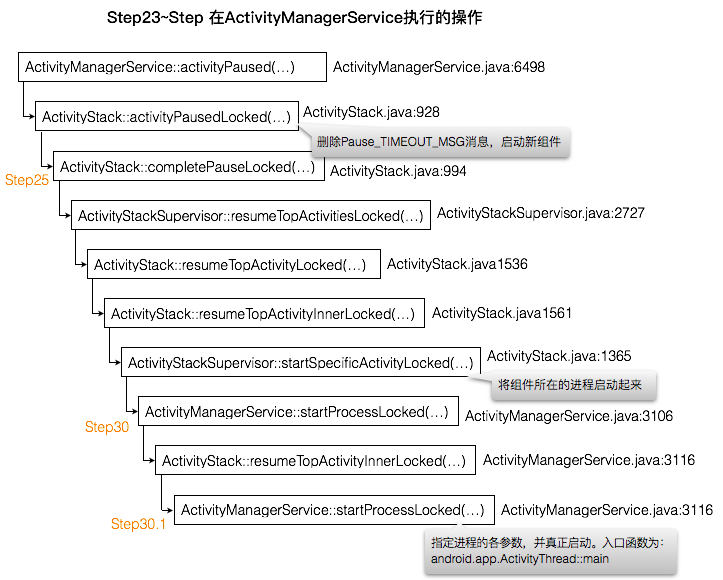 Step23~Step 在ActivityManagerService执行的操作
ActivityManagerService::activityPaused(…) ActivityManagerService.java:6498
ActivityStack::activityPausedLocked(…) ActivityStack.java:928
删除Pause_TIMEOUT_MSG消息，启动新组件
ActivityStack::completePauseLocked(…) ActivityStack.java:994
Step25
ActivityStackSupervisor::resumeTopActivitiesLocked(…) ActivityStackSupervisor.java:2727
ActivityStack::resumeTopActivityLocked(…) ActivityStack.java1536
ActivityStack::resumeTopActivityInnerLocked(…) ActivityStack.java1561
ActivityStackSupervisor::startSpecificActivityLocked(…) ActivityStack.java:1365
将组件所在的进程启动起来
ActivityManagerService::startProcessLocked(…) ActivityManagerService.java:3106
Step30
ActivityStack::resumeTopActivityInnerLocked(…) ActivityManagerService.java:3116
ActivityManagerService::startProcessLocked(…) ActivityManagerService.java:3116
Step30.1
指定进程的各参数，并真正启动。入口函数为：
android.app.ActivityThread::main